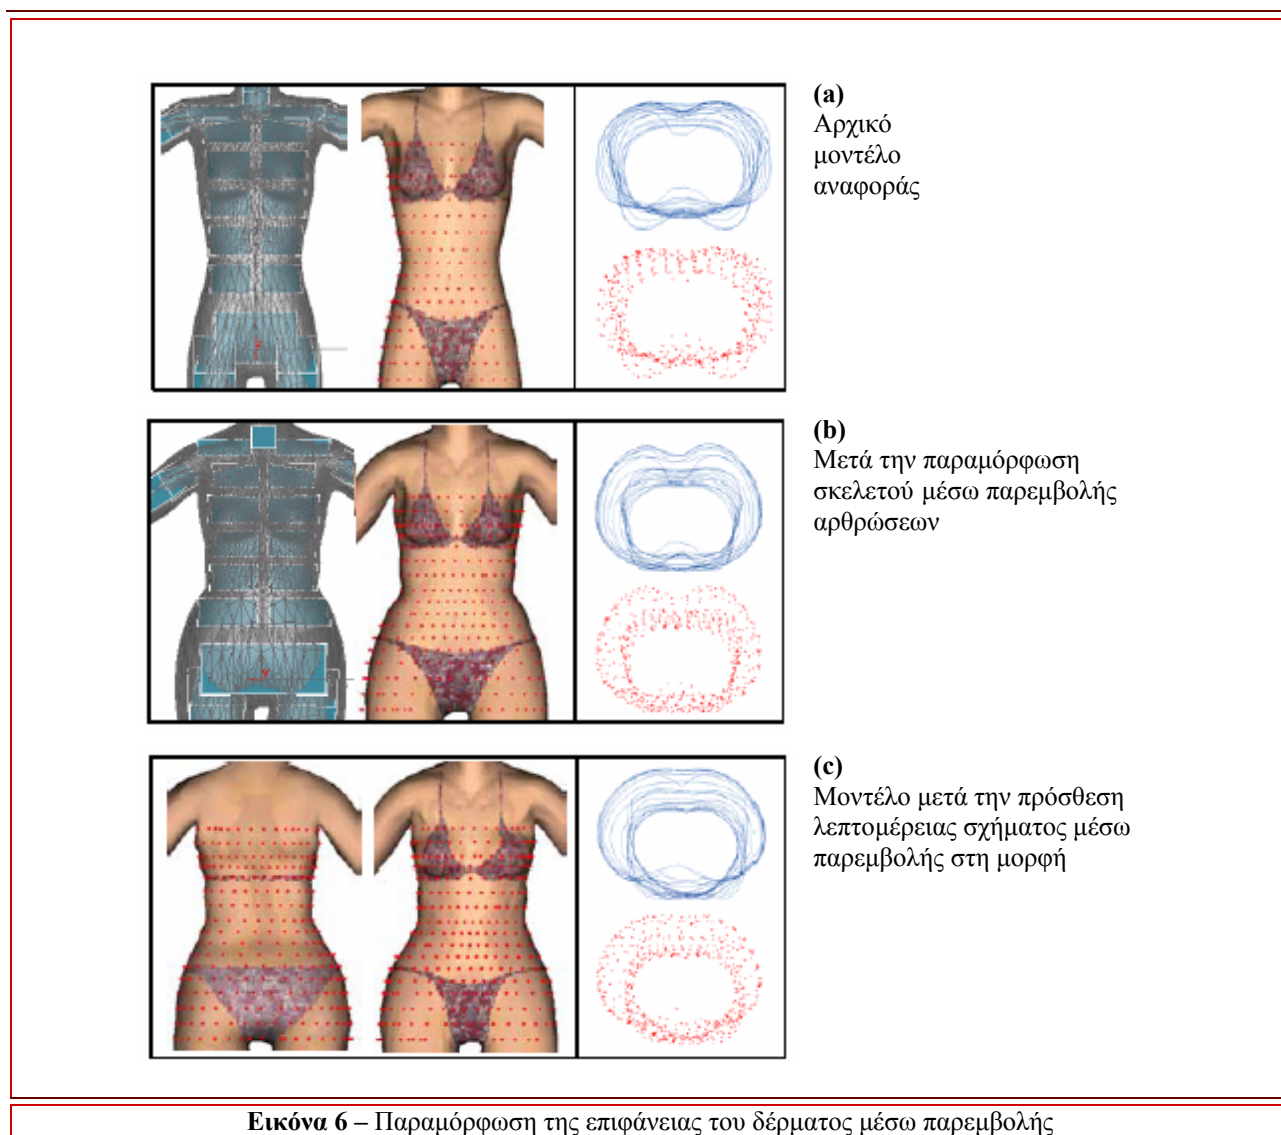 (a)
Αρχικό
μοντέλο
αναφοράς
(b)
Μετά την παραμόρφωση
σκελετού μέσω παρεμβολής
αρθρώσεων
(c)
Μοντέλο μετά την πρόσθεση
λεπτομέρειας σχήματος μέσω
παρεμβολής στη μορφή
Εικόνα 6 – Παραμόρφωση της επιφάνειας του δέρματος μέσω παρεμβολής